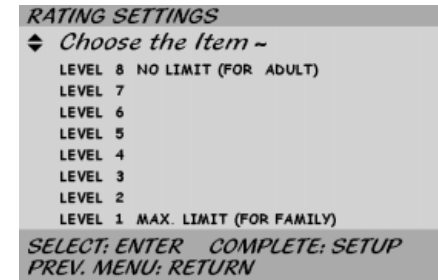 RATING SETTINGS
Choose the Item ~
LEVEL 8 NO LIMIT (FOR ADULT)
LEVEL 7
LEVEL 6
LEVEL 5
LEVEL 4
LEVEL 3
LEVEL 2
LEVEL 1 MAX. LIMIT (FOR FAMILY)
SELECT: ENTER COMPLETE: SETUP
PREV. MENU: RETURN